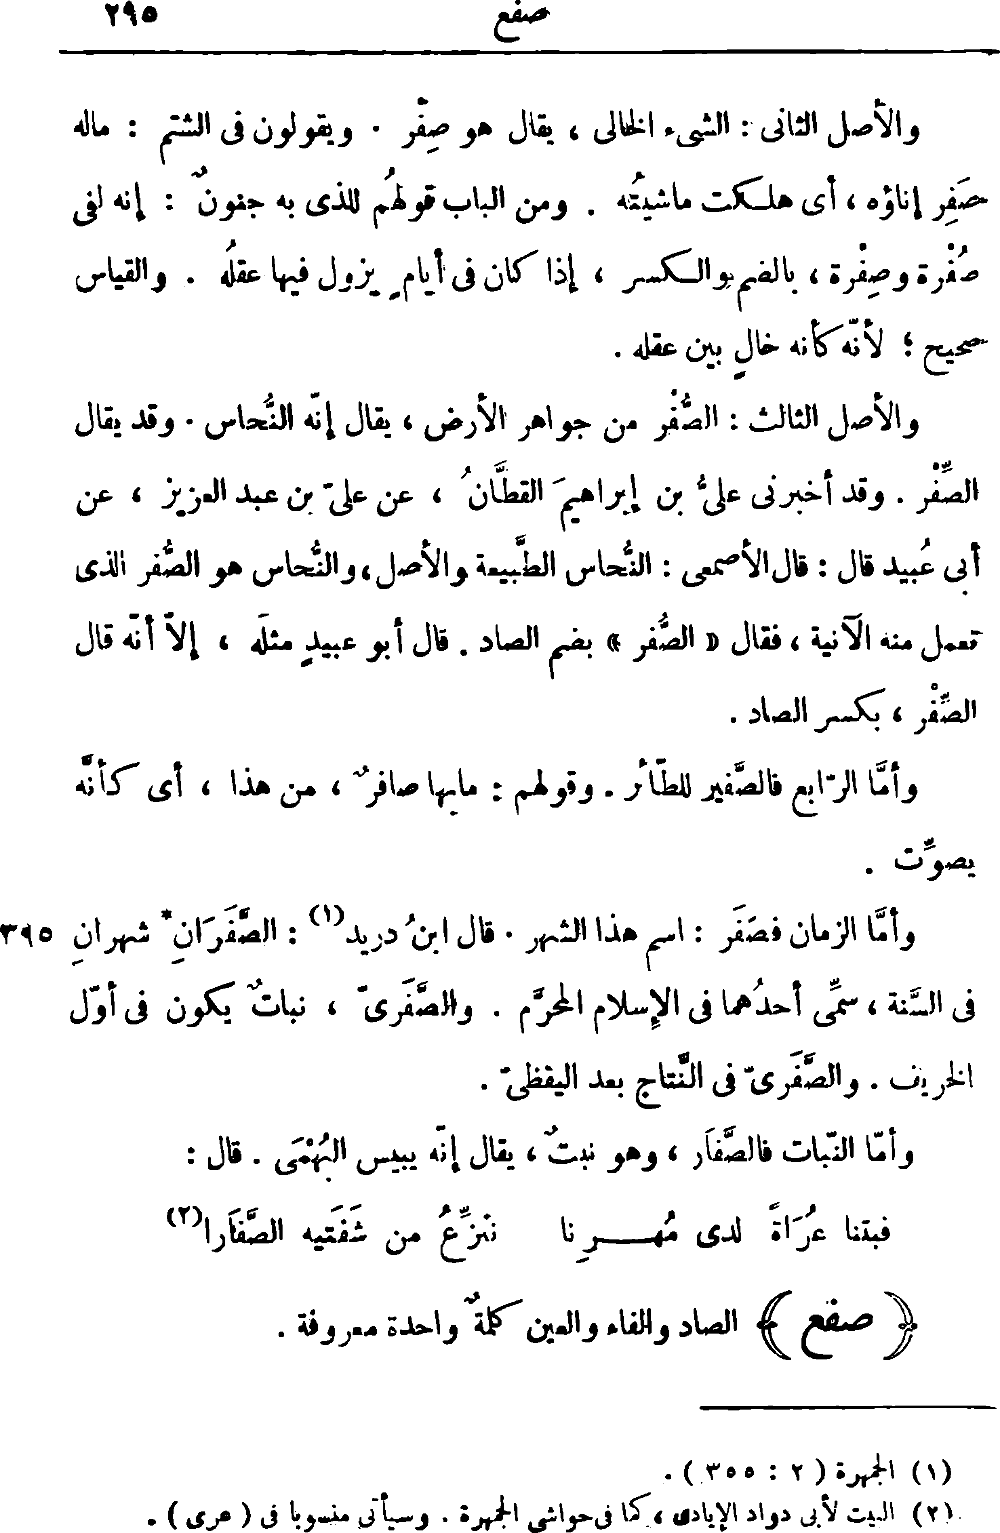 صفع ٢٩٥
والأصل الثانى : الشىء الخالى ، يقال هو صِفْر . ويقولون فى الشتم : ماله
صَفِر إناؤه ، أى هلكت ماشيتُه . ومن الباب قولهُم للذى به جنونٌ : إنه لفى
صُفْرة وصِفْرة ، بالضم والكسر ، إذا كان فى أيامٍ يزول فيها عقلُه . والقياس
صحيح ؛ لأنّه كأنه خالٍ بين عقله .
والأصل الثالث : الصُّفْر من جواهر الأرض ، يقال إنّه النُّحاس . وقد يقال
الصِّفْر . وقد أخبرنى علىُّ بن إبراهيمَ القطَّانُ ، عن علىّ بن عبد العزيز ، عن
أبى عُبيد قال : قال الأصمعى : النُّحاس الطَّبيعة والأصل، والنُّحاس هو الصُّفر الذى
تعمل منه الآنية ، فقال « الصُّفر » بضم الصاد . قال أبو عبيدٍ مثلَه ، إلاّ أنّه قال
الصِّفْر ، بكسر الصاد .
وأمَّا الرّابع فالصَّفير للطّائر . وقولهم : مابها صافرٌ ، من هذا ، أى كأنَّه
يصوِّت .
وأمَّا الزمان فصَفَر : اسم هذا الشهر . قال ابنُ دريد(١) : الصَّفَرَانِ* شهرانِ ٣٩٥
فى السَّنة ، سمِّى أحدُهما فى الإسلام المحرَّم . والصَّفَرىّ ، نباتٌ يكون فى أوّل
الخريف . والصَّفَرىّ فى النَّتاج بعد اليقظىّ .
وأمّا النّبات فالصَّفَار ، وهو نبتٌ ، يقال إنّه يبيس البُهْمَى . قال :
فبتنا عُرَاةً لدى مُهرِنا ننزِّعُ من شَفَتيه الصَّفَارا(٢)
﴿ صفع ﴾ الصاد والفاء والعين كلمةٌ واحدة معروفة .
(١) الجمهرة ( ٢ : ٣٥٥ ) .
(٢) البيت لأبى دواد الإيادى ، كما فى حواشى الجمهرة . وسيأتى منسوبا فى ( عرى ) .